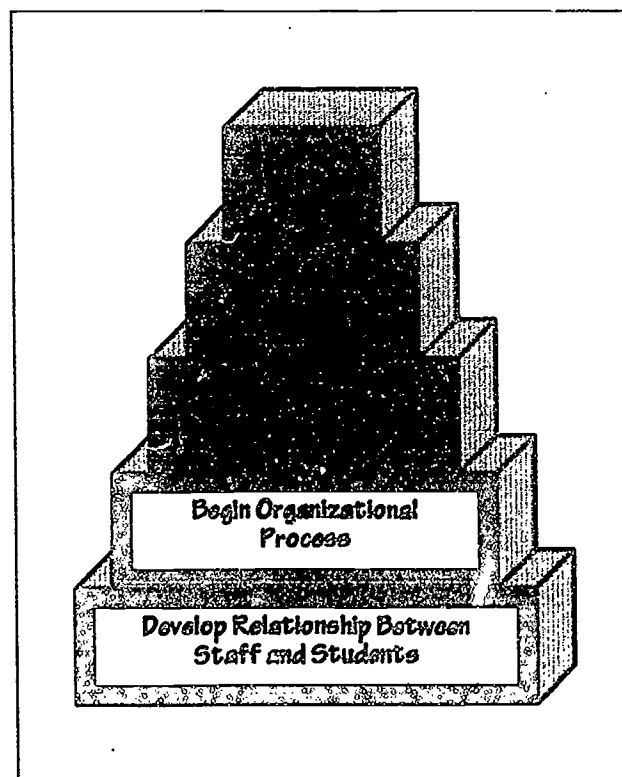 Begin Organizational
Process
Develop Relationship Between
Staff and Students